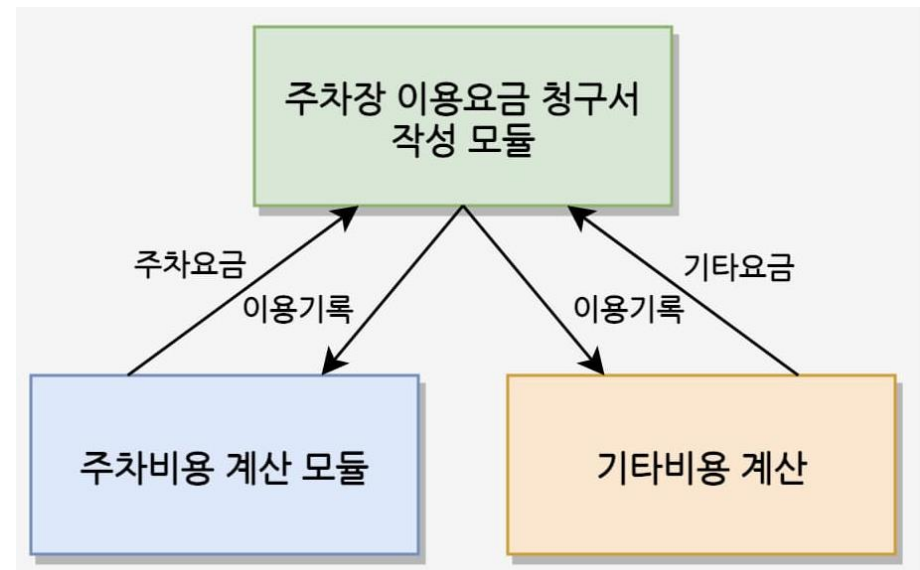 주차장 이용요금 청구서
작성 모듈
주차요금
기타요금
이용기록
이용기록
주차비용 계산 모듈
기타비용 계산